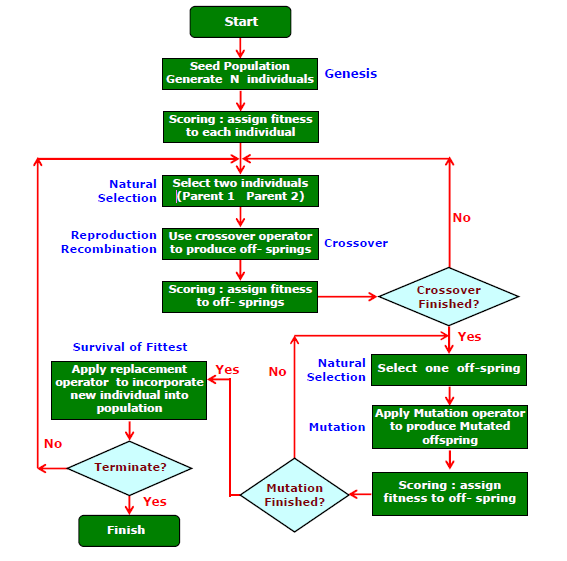 Start
Seed Population
Generate N individuals
Genesis
Scoring : assign fitness
to each individual
Natural
Selection
Select two individuals
(Parent 1 Parent 2)
No
Reproduction
Recombination
Use crossover operator
to produce off- springs
Crossover
Scoring : assign fitness
to off- springs
Crossover
Finished?
Yes
Survival of Fittest
Apply replacement
operator to incorporate
new individual into
population
Yes
No
Natural
Selection
Select one off-spring
Mutation
Apply Mutation operator
to produce Mutated
offspring
No
Terminate?
Mutation
Finished?
Scoring : assign
fitness to off- spring
Yes
Finish